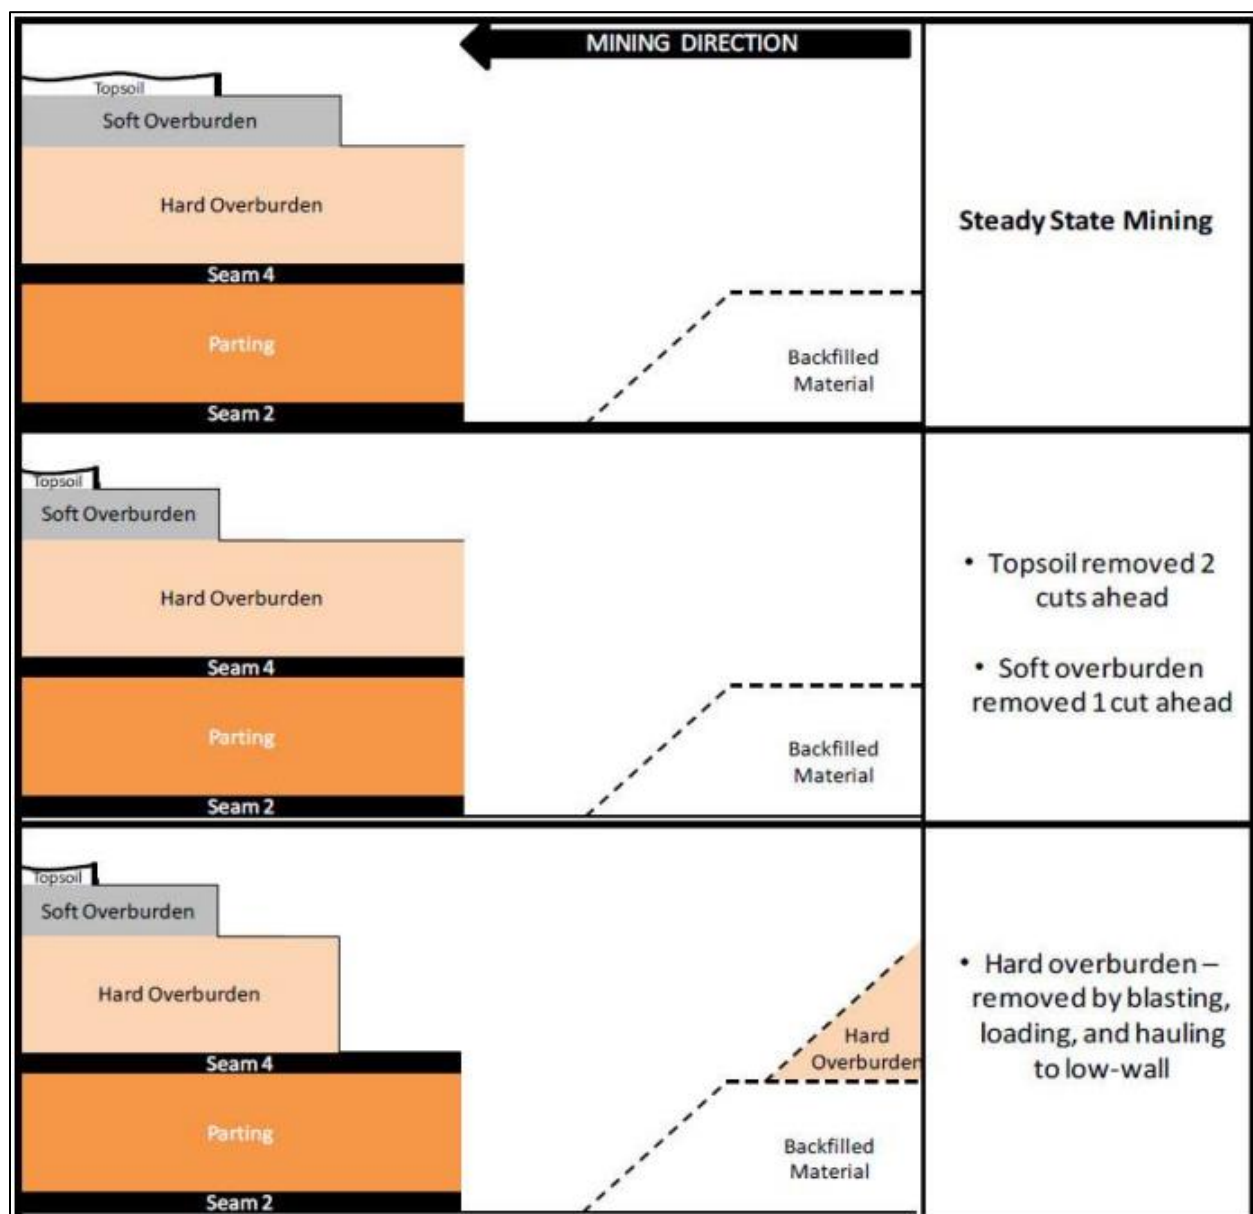 MINING DIRECTION
Topsoil
Soft Overburden
Hard Overburden
Seam 4
Parting
Seam 2
Backfilled
Material
Steady State Mining
Topsoil
Soft Overburden
Hard Overburden
Seam 4
Parting
Seam 2
Backfilled
Material
• Topsoil removed 2
cuts ahead
• Soft overburden
removed 1 cut ahead
Topsoil
Soft Overburden
Hard Overburden
Seam 4
Parting
Seam 2
Hard
Overburden
Backfilled
Material
• Hard overburden –
removed by blasting,
loading, and hauling
to low-wall